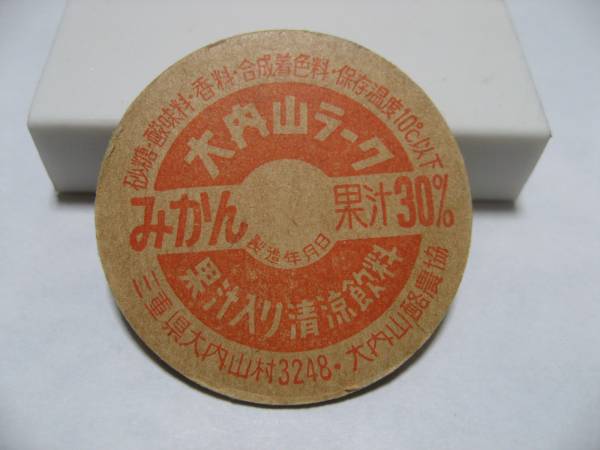 砂糖・酸味料・香料・合成着色料・保存温度10℃以下
大内山ラーク
みかん 果汁30%
製造年月日
果汁入り清涼飲料
三重県大内山村3248・大内山酪農協